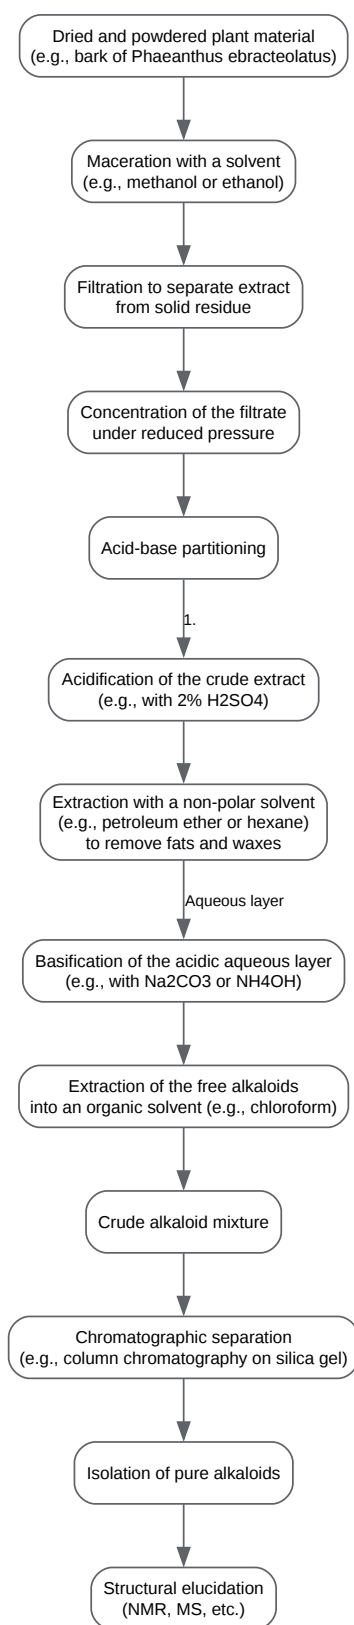 Dried and powdered plant material
(e.g., bark of Phaeanthus ebracteolatus)
Maceration with a solvent
(e.g., methanol or ethanol)
Filtration to separate extract
from solid residue
Concentration of the filtrate
under reduced pressure
Acid-base partitioning
1.
Acidification of the crude extract
(e.g., with 2% H2SO4)
Extraction with a non-polar solvent
(e.g., petroleum ether or hexane)
to remove fats and waxes
Aqueous layer
Basification of the acidic aqueous layer
(e.g., with Na2CO3 or NH4OH)
Extraction of the free alkaloids
into an organic solvent (e.g., chloroform)
Crude alkaloid mixture
Chromatographic separation
(e.g., column chromatography on silica gel)
Isolation of pure alkaloids
Structural elucidation
(NMR, MS, etc.)